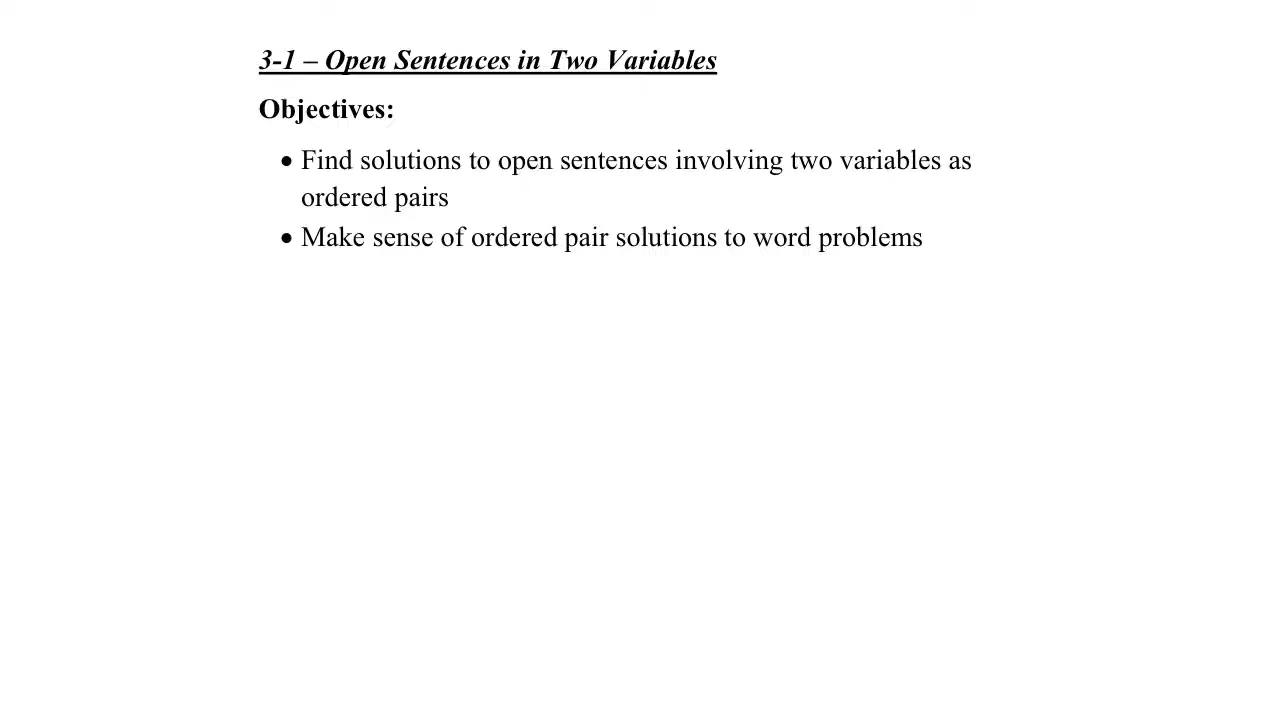 3-1 – Open Sentences in Two Variables
Objectives:
• Find solutions to open sentences involving two variables as
ordered pairs
• Make sense of ordered pair solutions to word problems